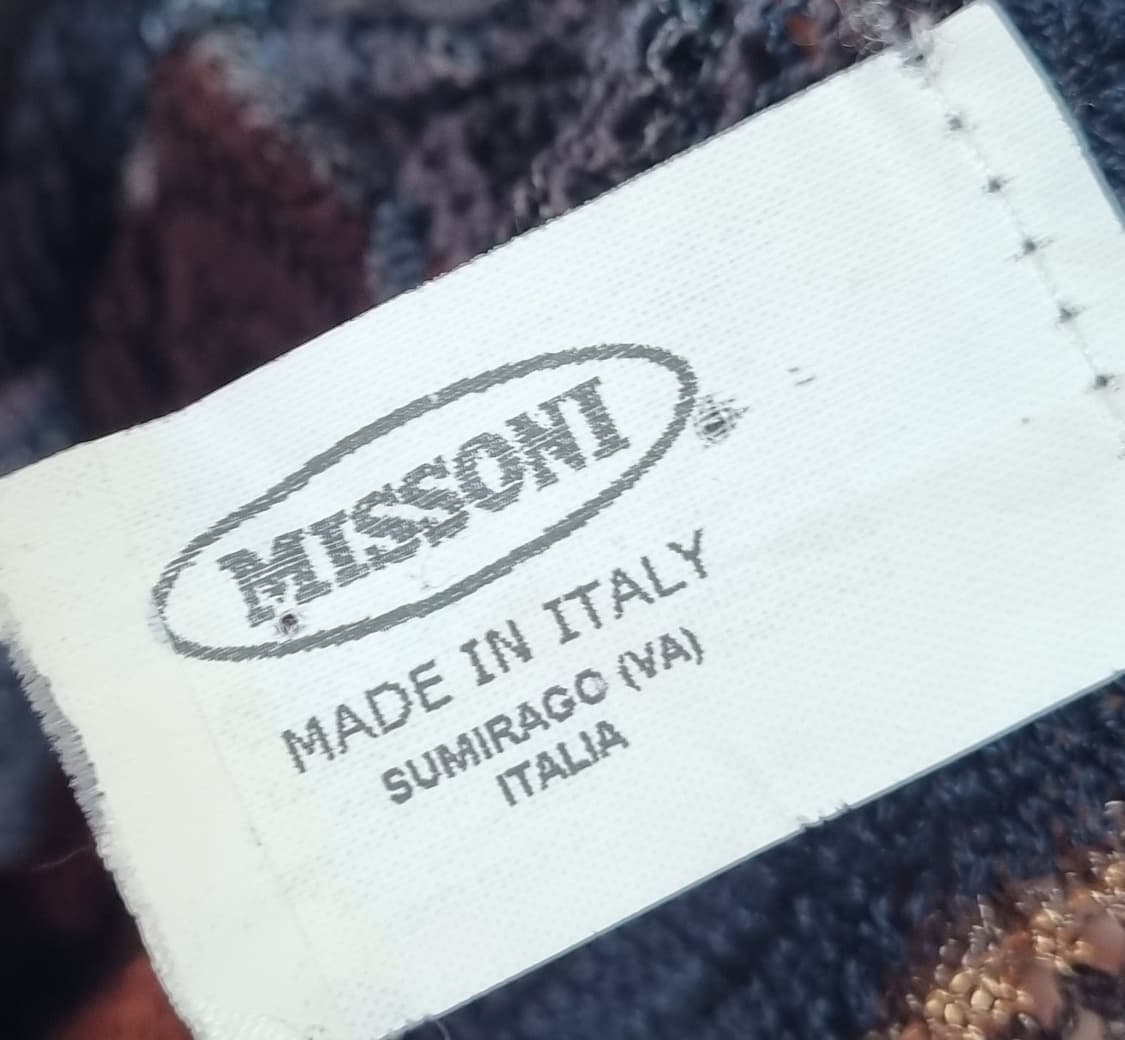 MISSONI
MADE IN ITALY
SUMIRAGO (VA)
ITALIA